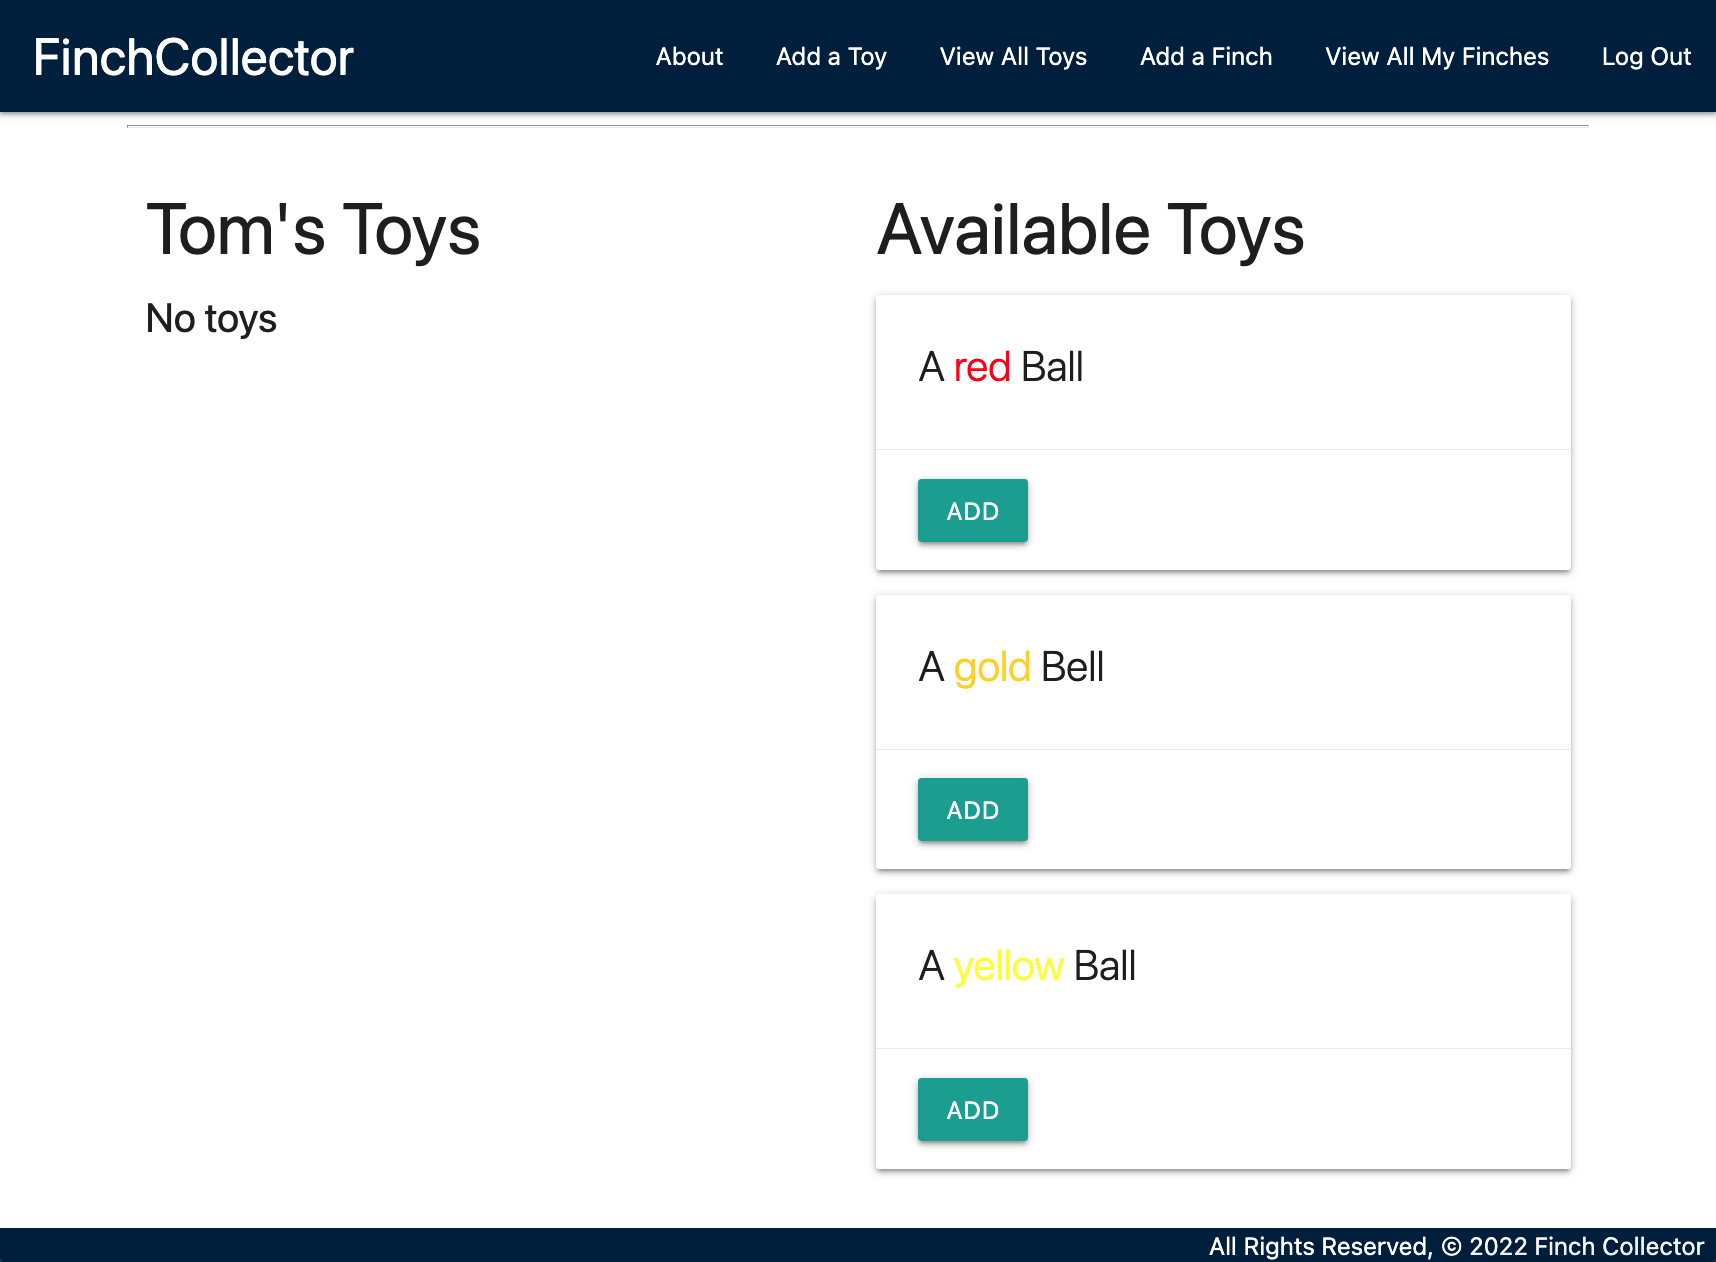 FinchCollector
About Add a Toy View All Toys Add a Finch View All My Finches Log Out
Tom's Toys
No toys
Available Toys
A red Ball
ADD
A gold Bell
ADD
A yellow Ball
ADD
All Rights Reserved, © 2022 Finch Collector